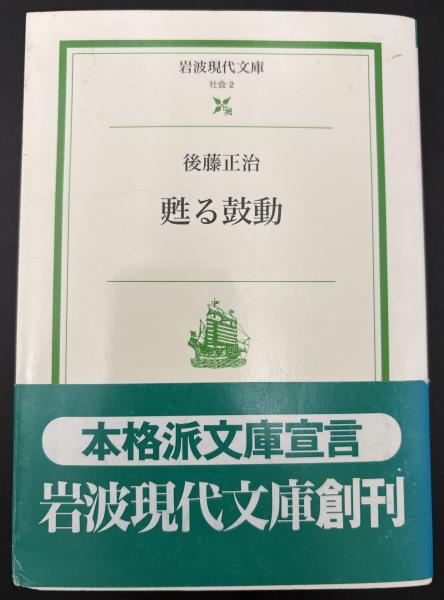 岩波現代文庫
社会 2
後藤正治
甦る鼓動
本格派文庫宣言
岩波現代文庫創刊